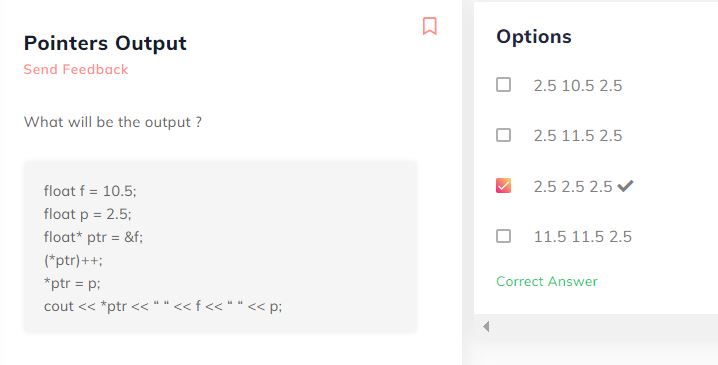 Pointers Output
Send Feedback
What will be the output ?
float f = 10.5;
float p = 2.5;
float* ptr = &f;
(*ptr)++;
*ptr = p;
cout << *ptr << “ “ << f << “ “ << p;
Options
2.5 10.5 2.5
2.5 11.5 2.5
2.5 2.5 2.5
11.5 11.5 2.5
Correct Answer